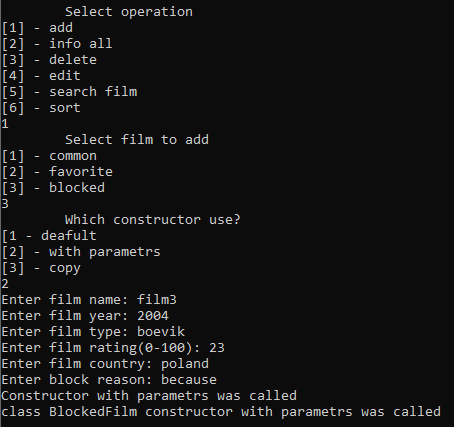 Select operation
[1] - add
[2] - info all
[3] - delete
[4] - edit
[5] - search film
[6] - sort
1
Select film to add
[1] - common
[2] - favorite
[3] - blocked
3
Which constructor use?
[1 - deafult
[2] - with parametrs
[3] - copy
2
Enter film name: film3
Enter film year: 2004
Enter film type: boevik
Enter film rating(0-100): 23
Enter film country: poland
Enter block reason: because
Constructor with parametrs was called
class BlockedFilm constructor with parametrs was called